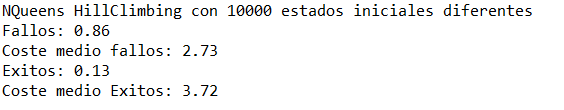 NQueens HillClimbing con 10000 estados iniciales diferentes
Fallos: 0.86
Coste medio fallos: 2.73
Exitos: 0.13
Coste medio Exitos: 3.72